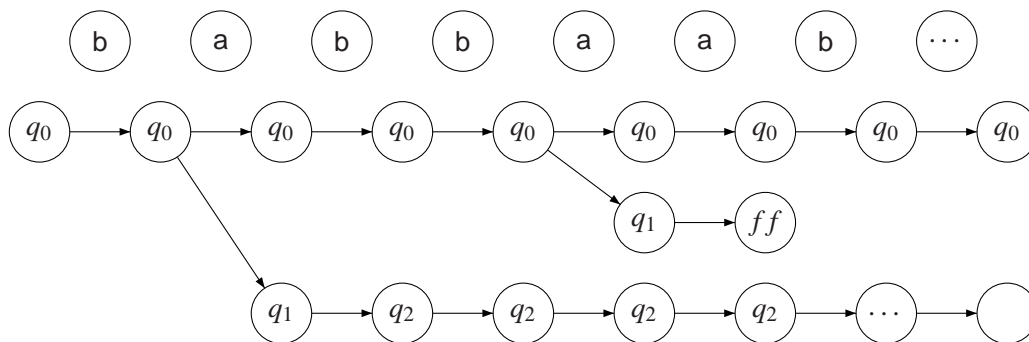 b a b b a a b ⋯
q0 q0 q0 q0 q0 q0 q0 q0 q0
q1 ff
q1 q2 q2 q2 q2 ⋯